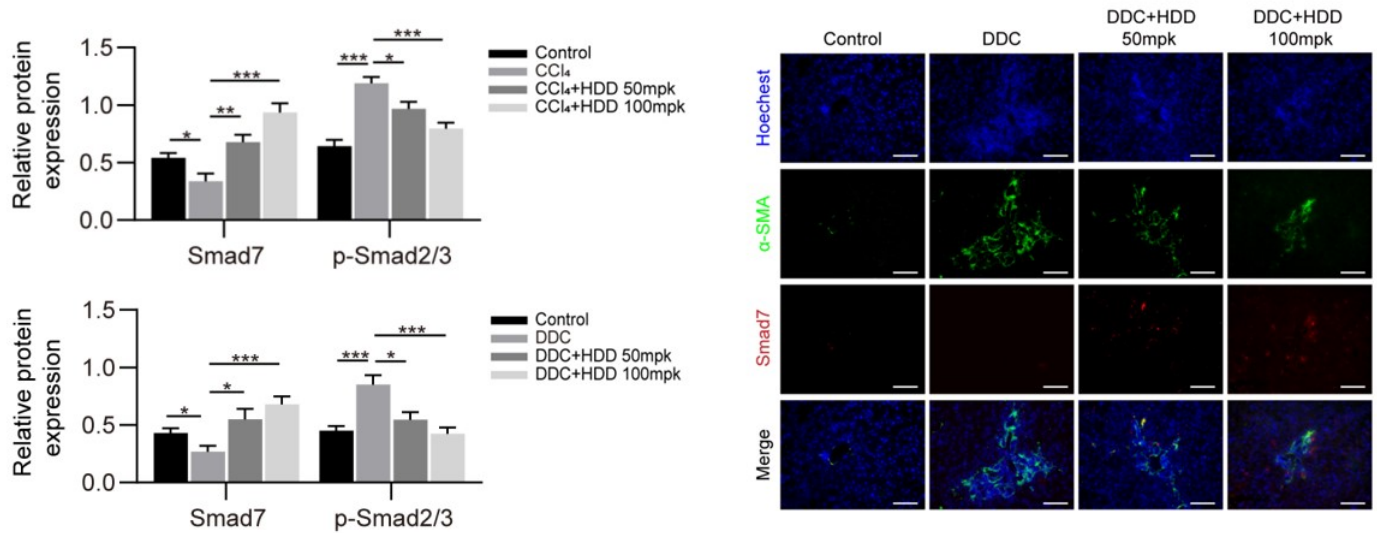 Relative protein
expression
1.5
1.0
0.5
0.0
*
**
***
***
*
***
Smad7
p-Smad2/3
Control
CCl₄
CCl₄+HDD 50mpk
CCl₄+HDD 100mpk
Relative protein
expression
1.5
1.0
0.5
0.0
*
*
***
***
*
***
Smad7
p-Smad2/3
Control
DDC
DDC+HDD 50mpk
DDC+HDD 100mpk
Control
DDC
DDC+HDD
50mpk
DDC+HDD
100mpk
Hoechest
α-SMA
Smad7
Merge